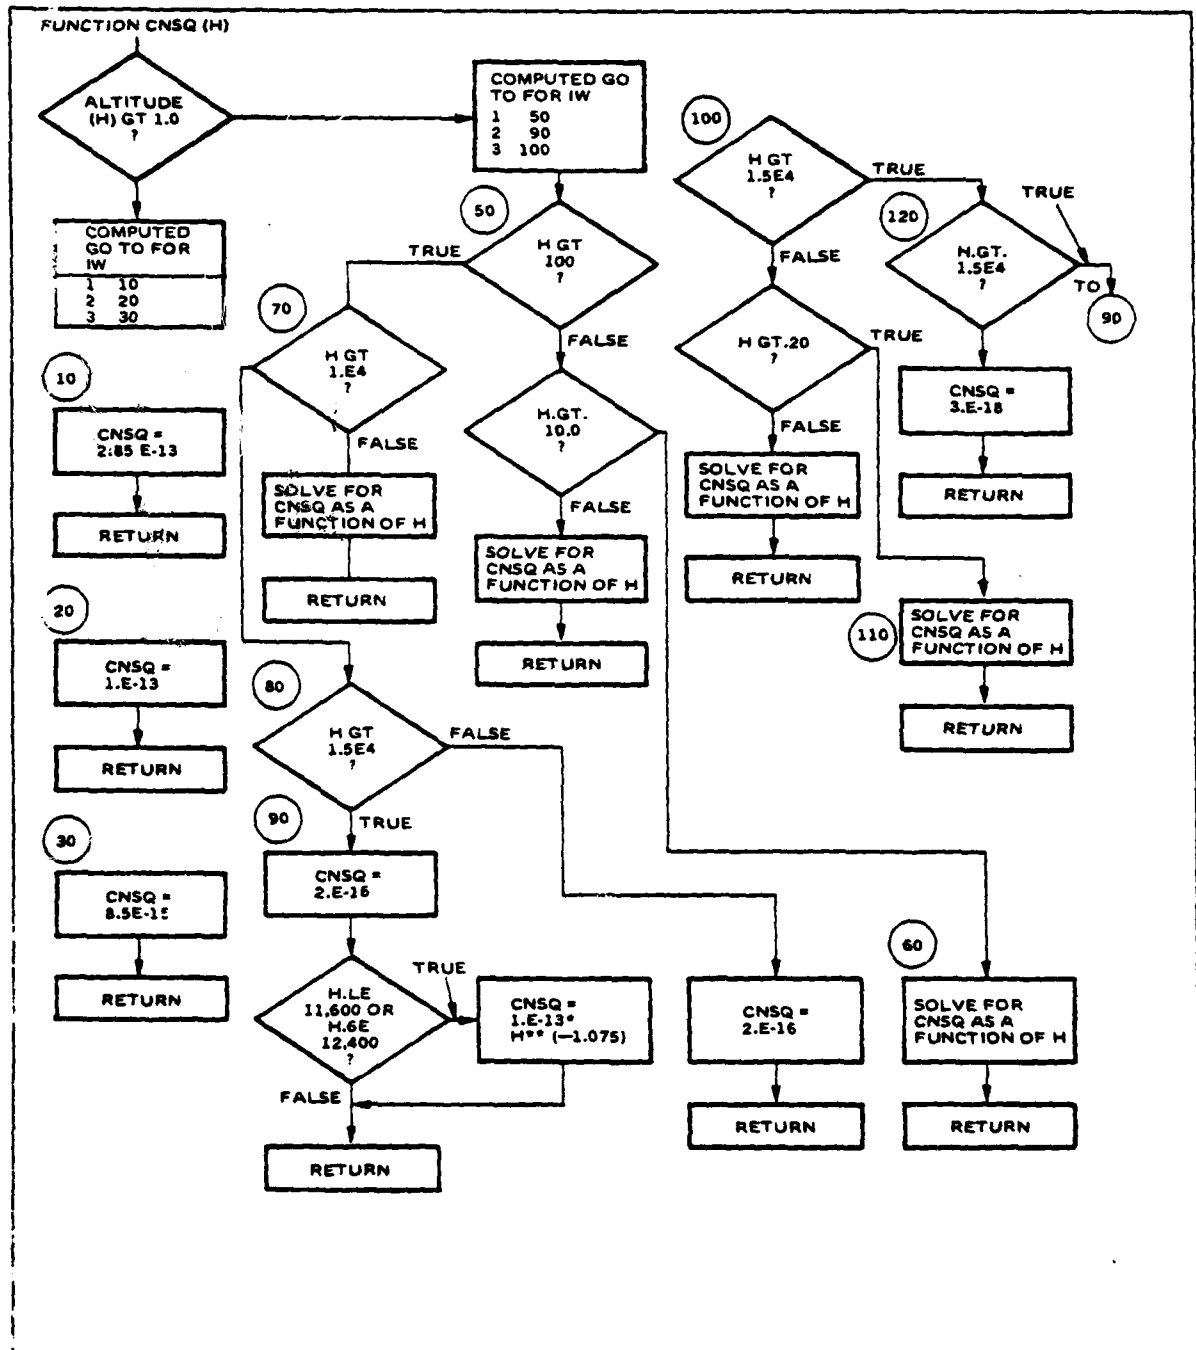 FUNCTION CNSQ (H)
ALTITUDE
(H) GT 1.0
?
COMPUTED
GO TO FOR
IW
1 10
2 20
3 30
10
CNSQ =
2.85 E-13
RETURN
20
CNSQ =
1.E-13
RETURN
30
CNSQ =
8.5E-15
RETURN
COMPUTED GO
TO FOR IW
1 50
2 90
3 100
50
H GT
100
?
TRUE
FALSE
70
H GT
1.E4
?
FALSE
SOLVE FOR
CNSQ AS A
FUNCTION OF H
RETURN
H.GT.
10.0
?
FALSE
SOLVE FOR
CNSQ AS A
FUNCTION OF H
RETURN
80
H GT
1.5E4
?
FALSE
TRUE
90
CNSQ =
2.E-16
H.LE
11,600 OR
H.6E
12,400
?
TRUE
CNSQ =
1.E-13*
H** (—1.075)
FALSE
RETURN
CNSQ =
2.E-16
RETURN
60
SOLVE FOR
CNSQ AS A
FUNCTION OF H
RETURN
100
H GT
1.5E4
?
TRUE
FALSE
H GT.20
?
TRUE
FALSE
SOLVE FOR
CNSQ AS A
FUNCTION OF H
RETURN
120
H.GT.
1.5E4
?
TRUE
TO
90
CNSQ =
3.E-18
RETURN
110
SOLVE FOR
CNSQ AS A
FUNCTION OF H
RETURN